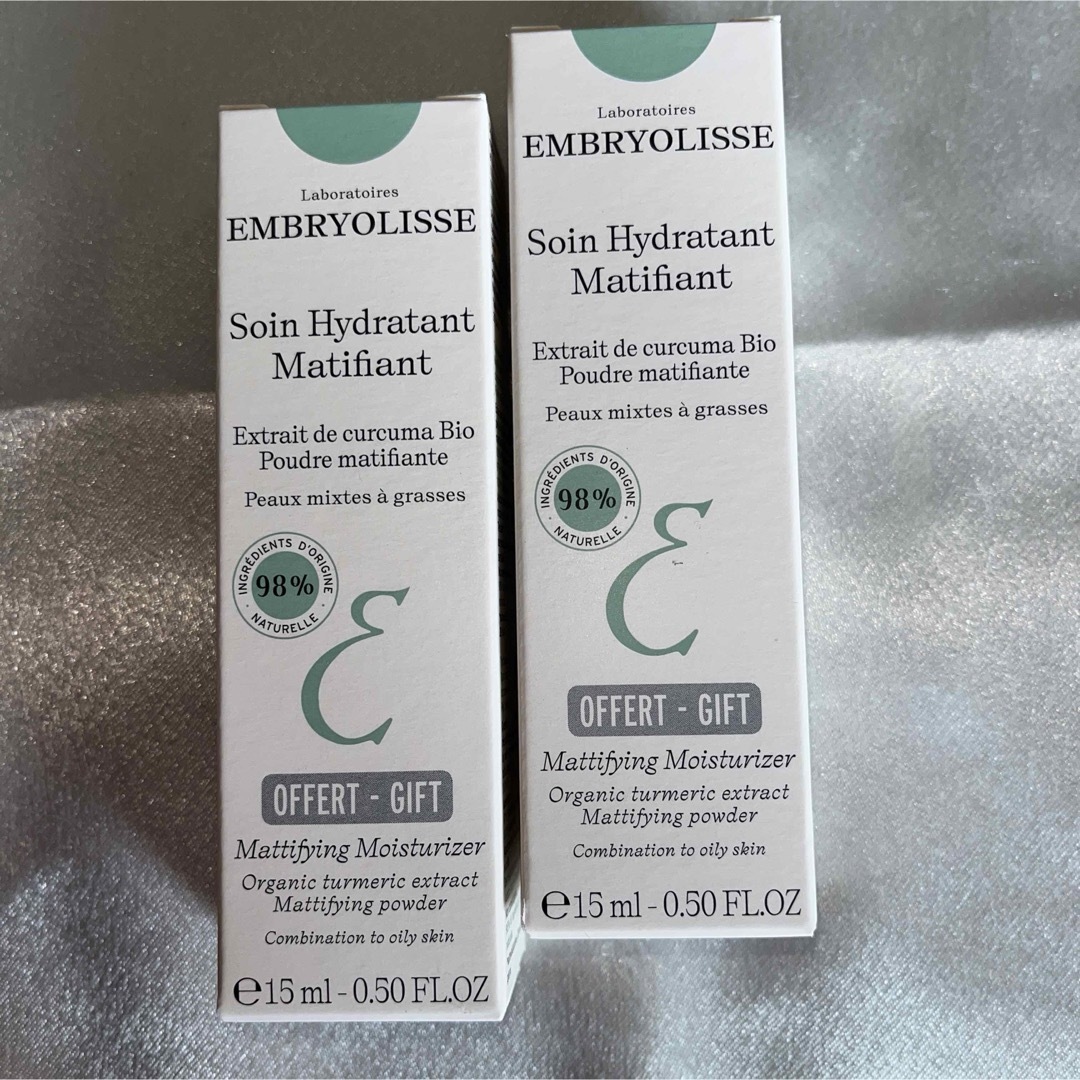 Laboratoires
EMBRYOLISSE
Soin Hydratant
Matifiant
Extrait de curcuma Bio
Poudre matifiante
Peaux mixtes à grasses
INGRÉDIENTS D'ORIGINE
98%
NATURELLE
OFFERT - GIFT
Mattifying Moisturizer
Organic turmeric extract
Mattifying powder
Combination to oily skin
℮15 ml - 0.50 FL.OZ
Laboratoires
EMBRYOLISSE
Soin Hydratant
Matifiant
Extrait de curcuma Bio
Poudre matifiante
Peaux mixtes à grasses
INGRÉDIENTS D'ORIGINE
98%
NATURELLE
OFFERT - GIFT
Mattifying Moisturizer
Organic turmeric extract
Mattifying powder
Combination to oily skin
℮15 ml - 0.50 FL.OZ